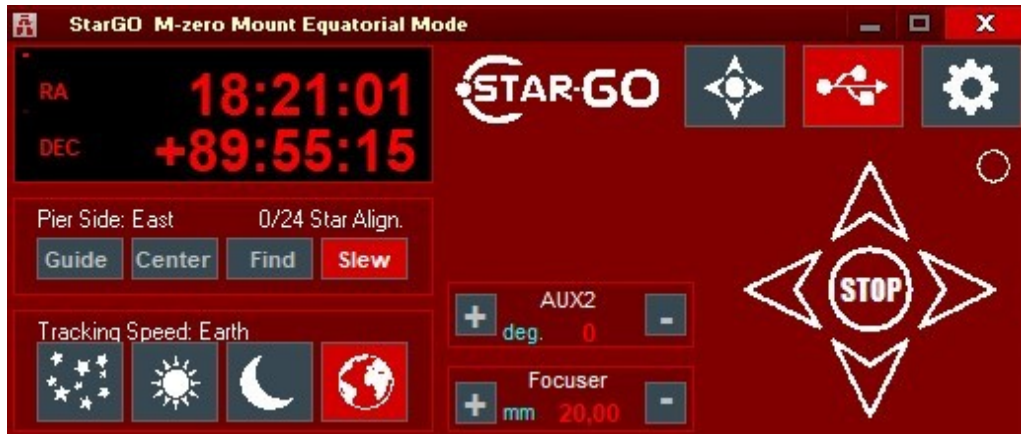 StarGO M-zero Mount Equatorial Mode
X
RA 18:21:01
DEC +89:55:15
STAR-GO
Pier Side: East 0/24 Star Align.
Guide Center Find Slew
Tracking Speed: Earth
+ AUX2 -
deg. 0
+ Focuser -
mm 20,00
STOP